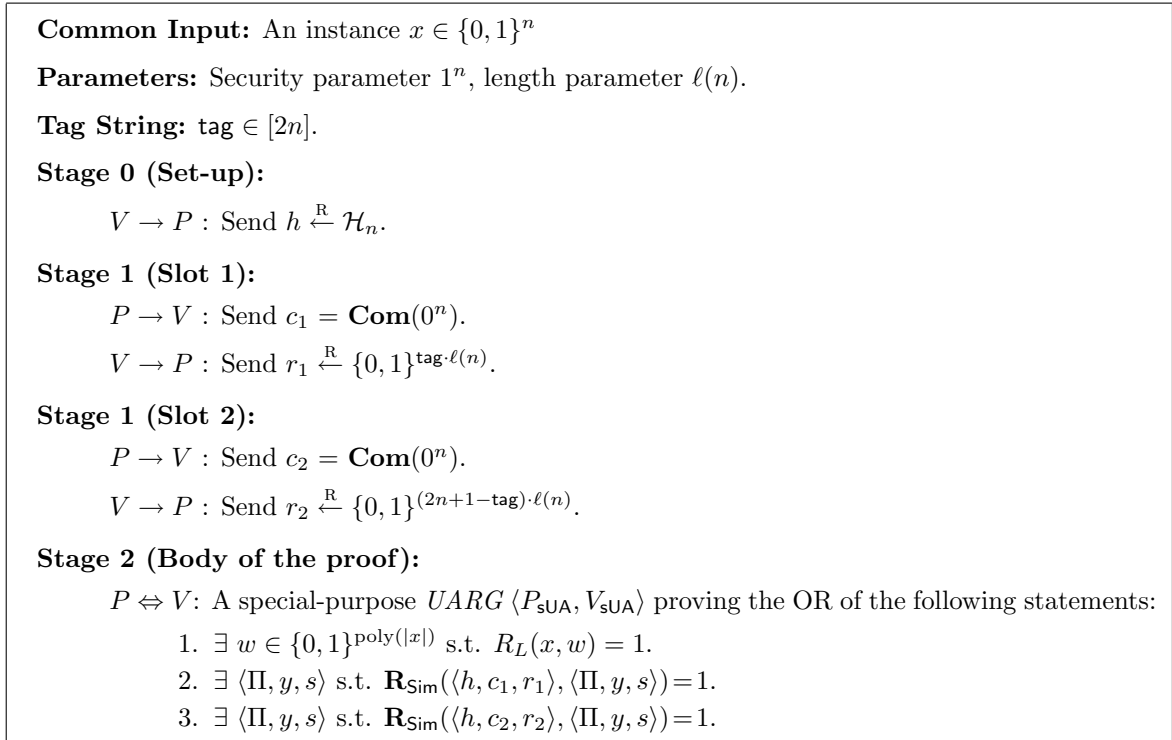 Common Input: An instance x ∈ {0, 1}^n
Parameters: Security parameter 1^n, length parameter ℓ(n).
Tag String: tag ∈ [2n].
Stage 0 (Set-up):
V → P : Send h ←^R H_n.
Stage 1 (Slot 1):
P → V : Send c_1 = Com(0^n).
V → P : Send r_1 ←^R {0, 1}^{tag·ℓ(n)}.
Stage 1 (Slot 2):
P → V : Send c_2 = Com(0^n).
V → P : Send r_2 ←^R {0, 1}^{(2n+1−tag)·ℓ(n)}.
Stage 2 (Body of the proof):
P ⇔ V: A special-purpose UARG ⟨P_sUA, V_sUA⟩ proving the OR of the following statements:
1. ∃ w ∈ {0, 1}^{poly(|x|)} s.t. R_L(x, w) = 1.
2. ∃ ⟨Π, y, s⟩ s.t. R_Sim(⟨h, c_1, r_1⟩, ⟨Π, y, s⟩)=1.
3. ∃ ⟨Π, y, s⟩ s.t. R_Sim(⟨h, c_2, r_2⟩, ⟨Π, y, s⟩)=1.